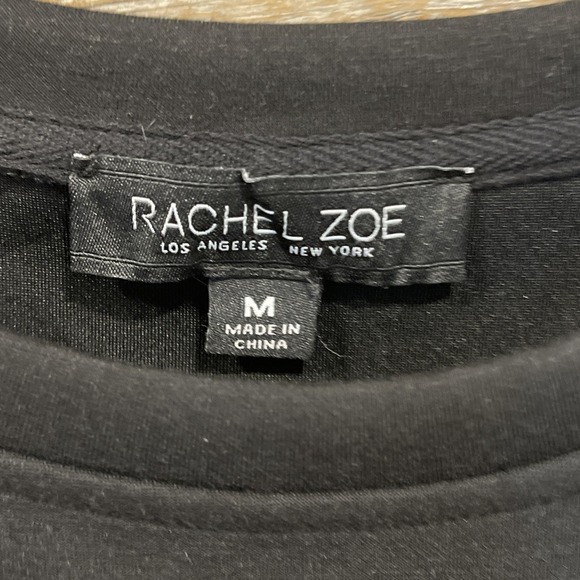 RACHEL ZOE
LOS ANGELES NEW YORK
M
MADE IN
CHINA